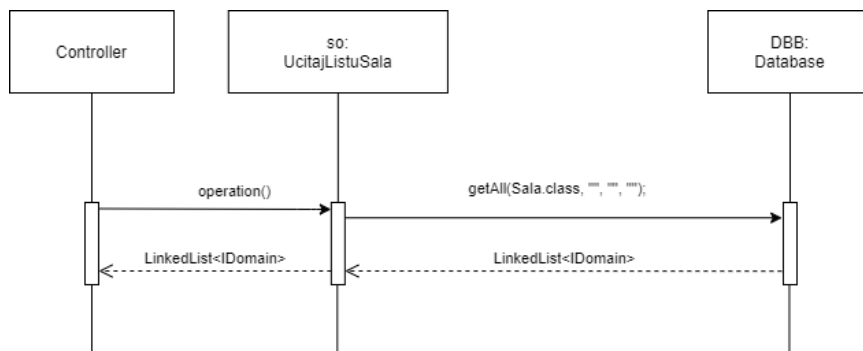 Controller
so:
UcitajListuSala
DBB:
Database
operation()
getAll(Sala.class, "", "", "");
LinkedList<IDomain>
LinkedList<IDomain>